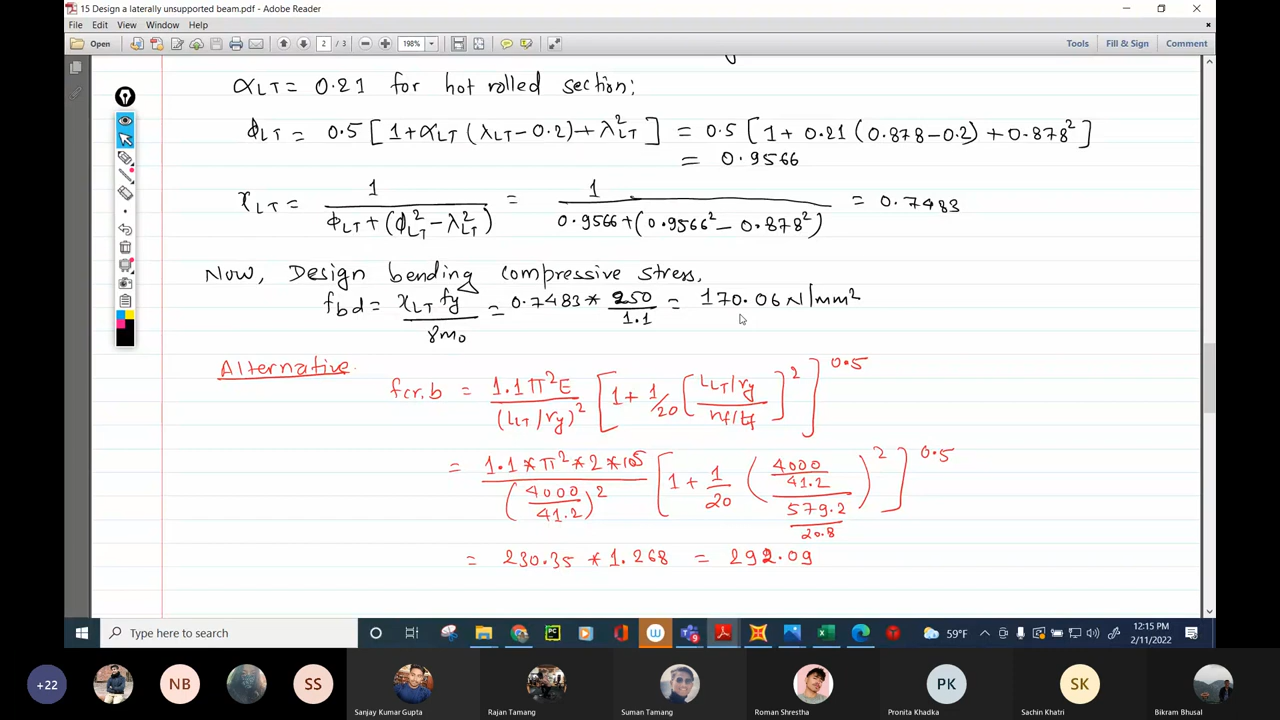 15 Design a laterally unsupported beam.pdf - Adobe Reader
File Edit View Window Help
Open 2 / 3 198% Tools Fill & Sign Comment
αLT = 0.21 for hot rolled section;
ϕLT = 0.5 [1+αLT (λLT-0.2)+λ²LT] = 0.5 [1+ 0.21 (0.878-0.2) + 0.878²]
= 0.9566
χLT = 1 / (ϕLT + (ϕ²LT - λ²LT)) = 1 / (0.9566+(0.9566² - 0.878²)) = 0.7483
Now, Design bending compressive stress,
fbd = χLT fy / γm0 = 0.7483 * 250 / 1.1 = 170.06 N/mm²
Alternative.
fcr.b = 1.1π²E / (LLT/ry)² [1 + 1/20 [(LLT/ry) / (hf/tf)]²]^0.5
= 1.1*π²*2*10⁵ / (4000/41.2)² [1 + 1/20 ((4000/41.2) / (579.2/20.8))²]^0.5
= 230.35 * 1.268 = 292.09
Type here to search
59°F
12:15 PM
2/11/2022
+22 NB SS PK SK
Sanjay Kumar Gupta Rajan Tamang Suman Tamang Roman Shrestha Pronita Khadka Sachin Khatri Bikram Bhusal